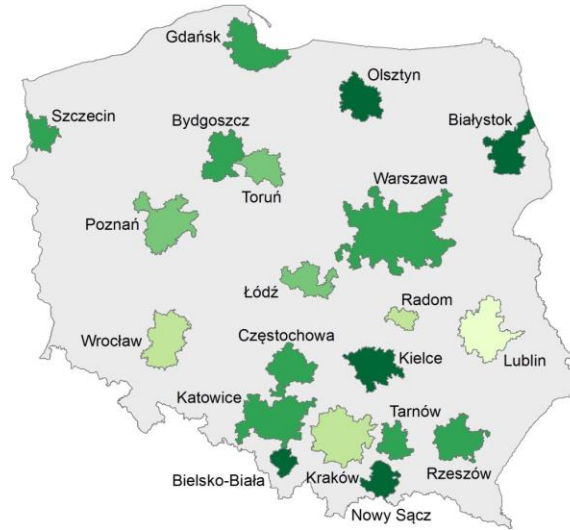 Gdańsk
Olsztyn
Szczecin
Bydgoszcz
Białystok
Toruń
Warszawa
Poznań
Łódź
Radom
Wrocław
Częstochowa
Kielce
Lublin
Katowice
Tarnów
Bielsko-Biała
Kraków
Rzeszów
Nowy Sącz